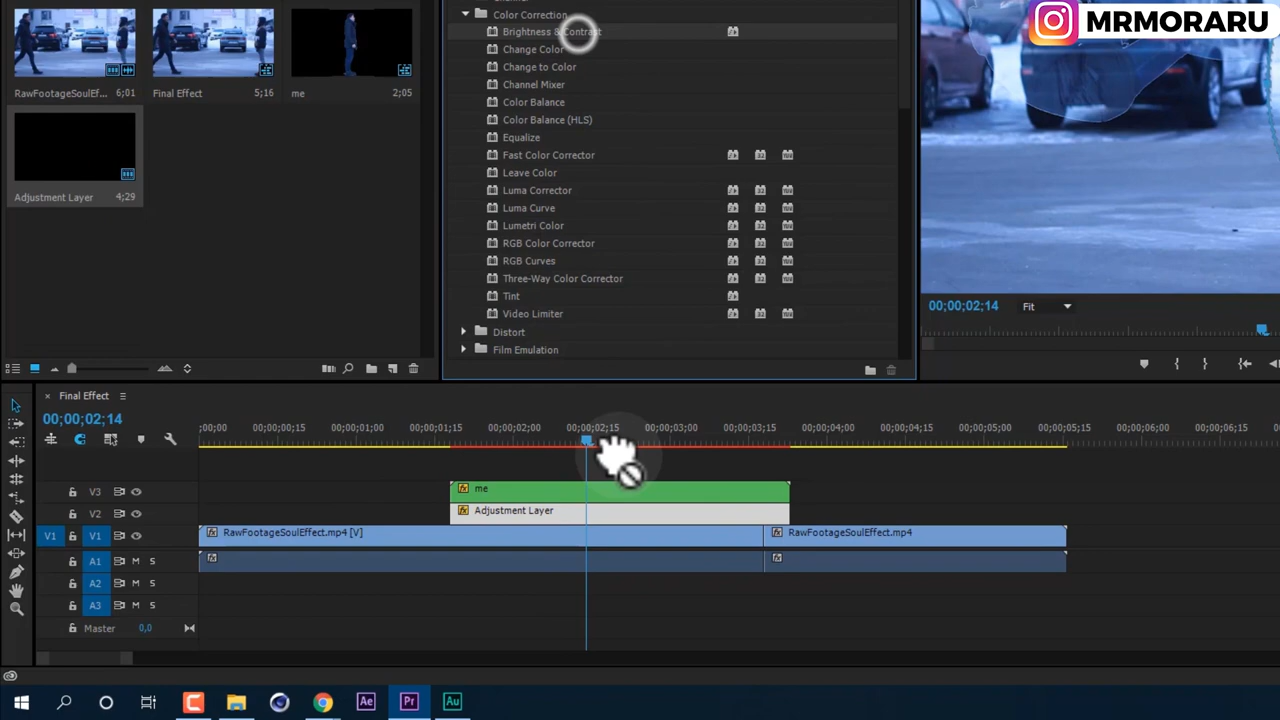 MRMORARU
Color Correction
Brightness & Contrast
Change Color
Change to Color
Channel Mixer
Color Balance
Color Balance (HLS)
Equalize
Fast Color Corrector
Leave Color
Luma Corrector
Luma Curve
Lumetri Color
RGB Color Corrector
RGB Curves
Three-Way Color Corrector
Tint
Video Limiter
Distort
Film Emulation
RawFootageSoulEf... 6;01
Final Effect 5;16
me 2;05
Adjustment Layer 4;29
00;00;02;14
Fit
Final Effect
00;00;02;14
;00;00
00;00;00;15
00;00;01;00
00;00;01;15
00;00;02;00
00;00;02;15
00;00;03;00
00;00;03;15
00;00;04;00
00;00;04;15
00;00;05;00
00;00;05;15
00;00;06;00
00;00;06;15
V3
me
V2
Adjustment Layer
V1 V1
RawFootageSoulEffect.mp4 [V]
RawFootageSoulEffect.mp4
A1 M S
A2 M S
A3 M S
Master 0,0
Ae
Pr
Au